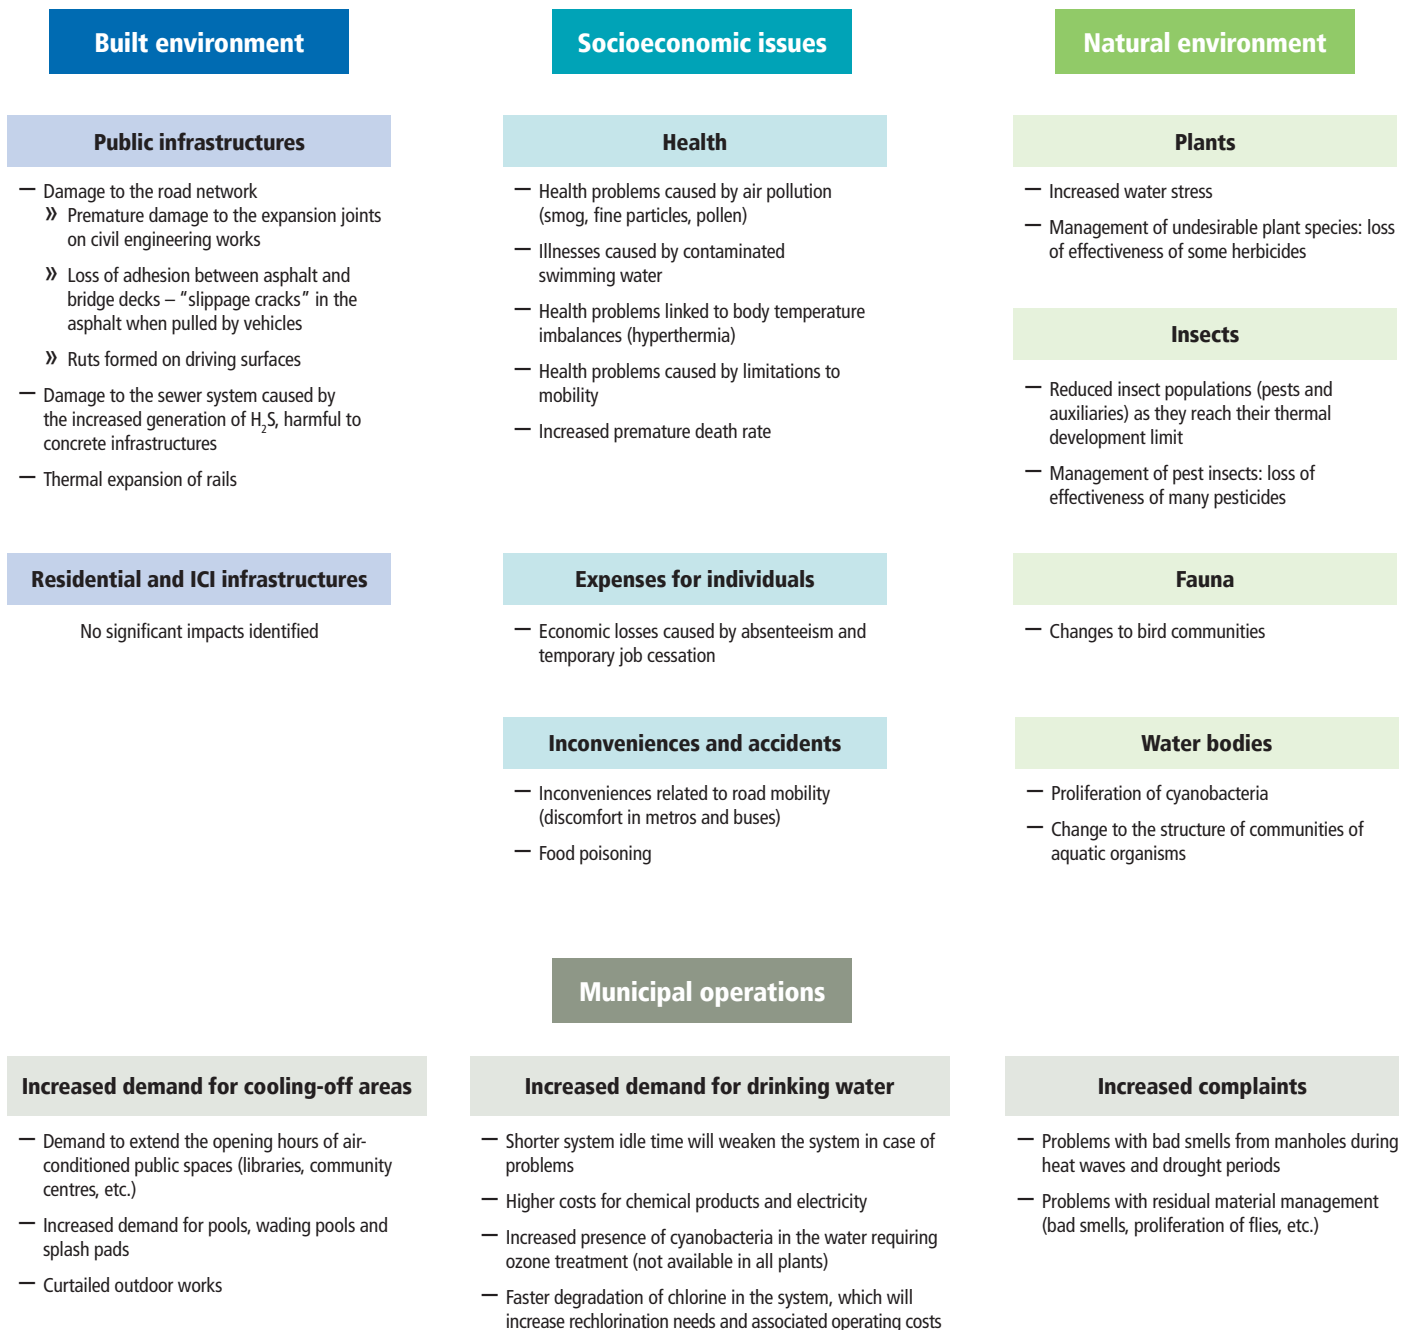 Built environment
Socioeconomic issues
Natural environment
Public infrastructures
— Damage to the road network
» Premature damage to the expansion joints
on civil engineering works
» Loss of adhesion between asphalt and
bridge decks – “slippage cracks” in the
asphalt when pulled by vehicles
» Ruts formed on driving surfaces
— Damage to the sewer system caused by
the increased generation of H₂S, harmful to
concrete infrastructures
— Thermal expansion of rails
Residential and ICI infrastructures
No significant impacts identified
Health
— Health problems caused by air pollution
(smog, fine particles, pollen)
— Illnesses caused by contaminated
swimming water
— Health problems linked to body temperature
imbalances (hyperthermia)
— Health problems caused by limitations to
mobility
— Increased premature death rate
Expenses for individuals
— Economic losses caused by absenteeism and
temporary job cessation
Inconveniences and accidents
— Inconveniences related to road mobility
(discomfort in metros and buses)
— Food poisoning
Plants
— Increased water stress
— Management of undesirable plant species: loss
of effectiveness of some herbicides
Insects
— Reduced insect populations (pests and
auxiliaries) as they reach their thermal
development limit
— Management of pest insects: loss of
effectiveness of many pesticides
Fauna
— Changes to bird communities
Water bodies
— Proliferation of cyanobacteria
— Change to the structure of communities of
aquatic organisms
Municipal operations
Increased demand for cooling-off areas
— Demand to extend the opening hours of air-
conditioned public spaces (libraries, community
centres, etc.)
— Increased demand for pools, wading pools and
splash pads
— Curtailed outdoor works
Increased demand for drinking water
— Shorter system idle time will weaken the system in case of
problems
— Higher costs for chemical products and electricity
— Increased presence of cyanobacteria in the water requiring
ozone treatment (not available in all plants)
— Faster degradation of chlorine in the system, which will
increase rechlorination needs and associated operating costs
Increased complaints
— Problems with bad smells from manholes during
heat waves and drought periods
— Problems with residual material management
(bad smells, proliferation of flies, etc.)